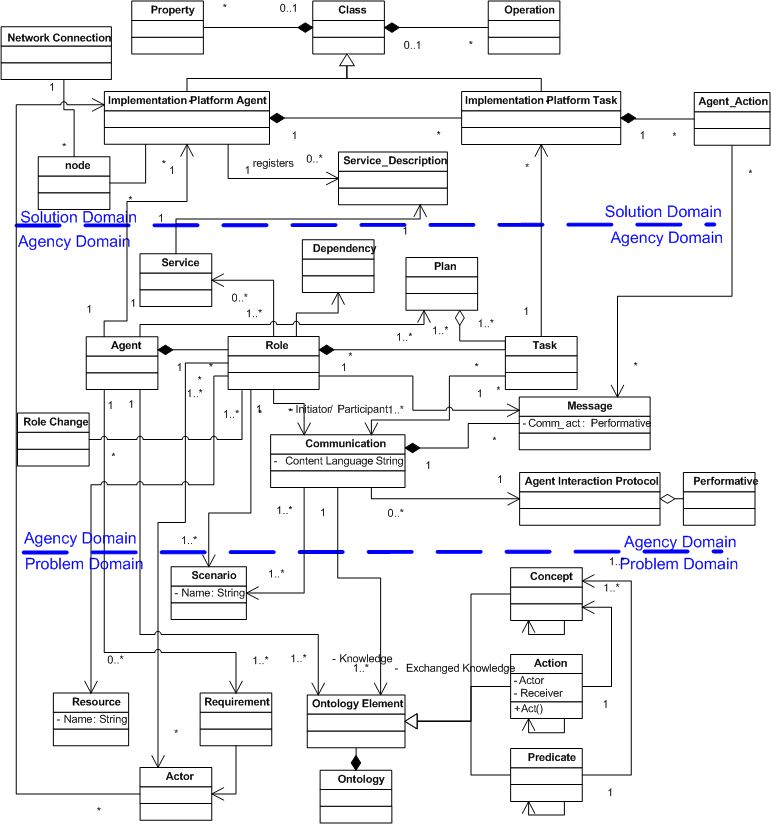 Property
*
0..1
Class
Operation
0..1
*
Network Connection
1
Implementation-Platform Agent
Implementation-Platform Task
Agent_Action
1
*
1
*
*
node
*
1
registers
0..*
1
Service_Description
*
*
*
1
Solution Domain
Solution Domain
Agency Domain
Agency Domain
1
Service
Dependency
Plan
0..*
1
1
1..*
1
1..*
1..*
1..*
Agent
Role
Task
1
*
*
*
*
*
1..*
1
*
1
1
1
1..*
*
1
- Initiator/ Participant
1..*
Message
- Comm_act : Performative
Role Change
*
Communication
- Content Language String
1
*
1
Agent Interaction Protocol
Performative
1..*
1
0..*
Agency Domain
Agency Domain
Problem Domain
Problem Domain
1..*
Scenario
- Name : String
1..*
Concept
1..
1..*
0..*
1..*
1..*
- Knowledge
1..*
- Exchanged Knowledge
Action
- Actor
- Receiver
+ Act()
1
Resource
- Name : String
Requirement
Ontology Element
*
Predicate
1
Actor
Ontology
*